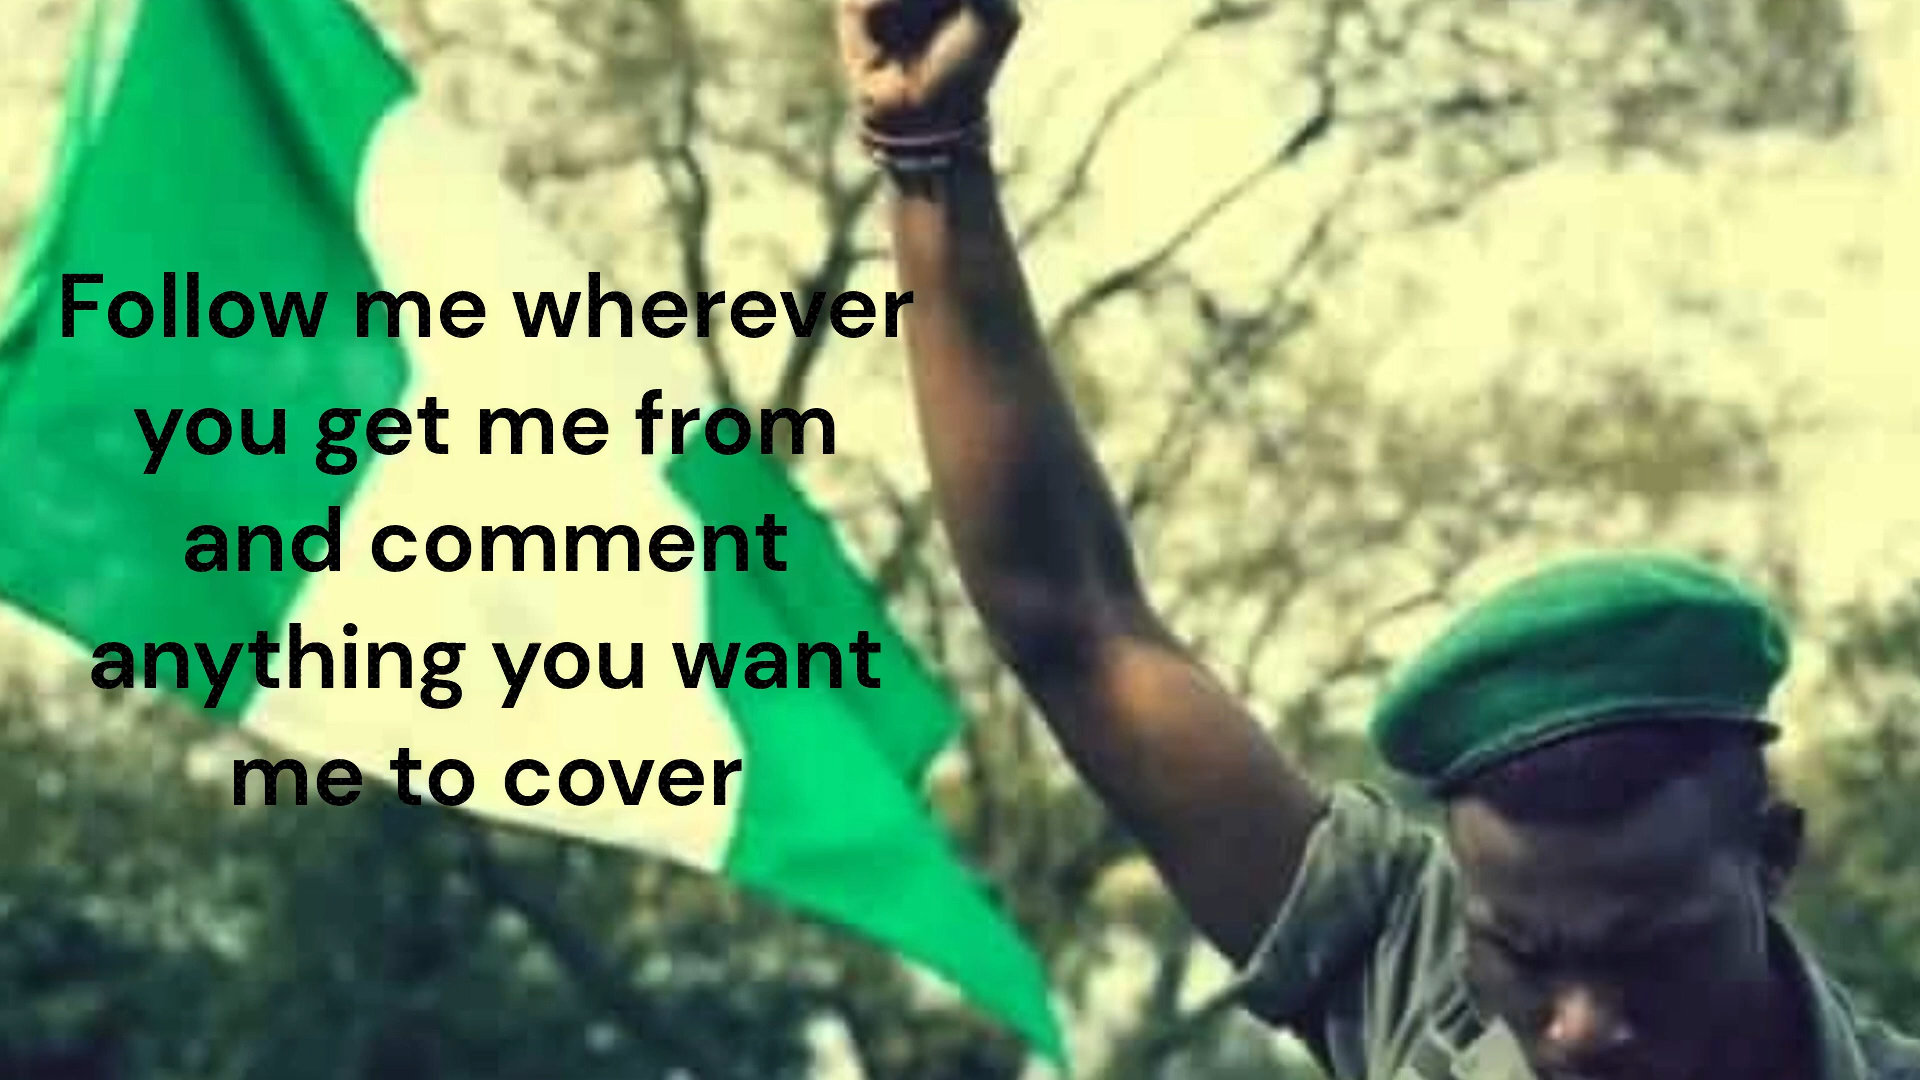 Follow me wherever
you get me from
and comment
anything you want
me to cover